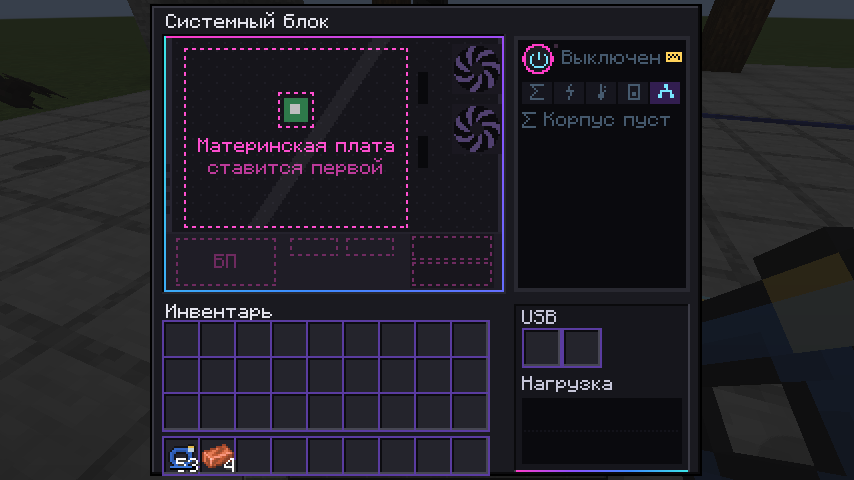 Системный блок
Материнская плата
ставится первой
БП
Выключен
Σ Корпус пуст
Инвентарь
53
4
USB
Нагрузка